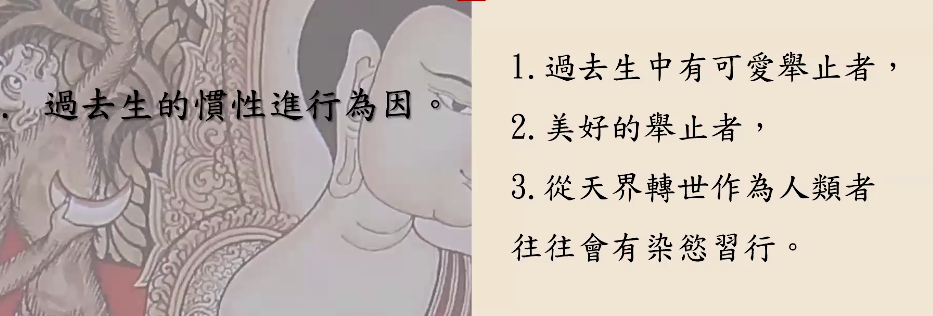 . 過去生的慣性進行為因。
1. 過去生中有可愛舉止者，
2. 美好的舉止者，
3. 從天界轉世作為人類者
往往會有染慾習行。